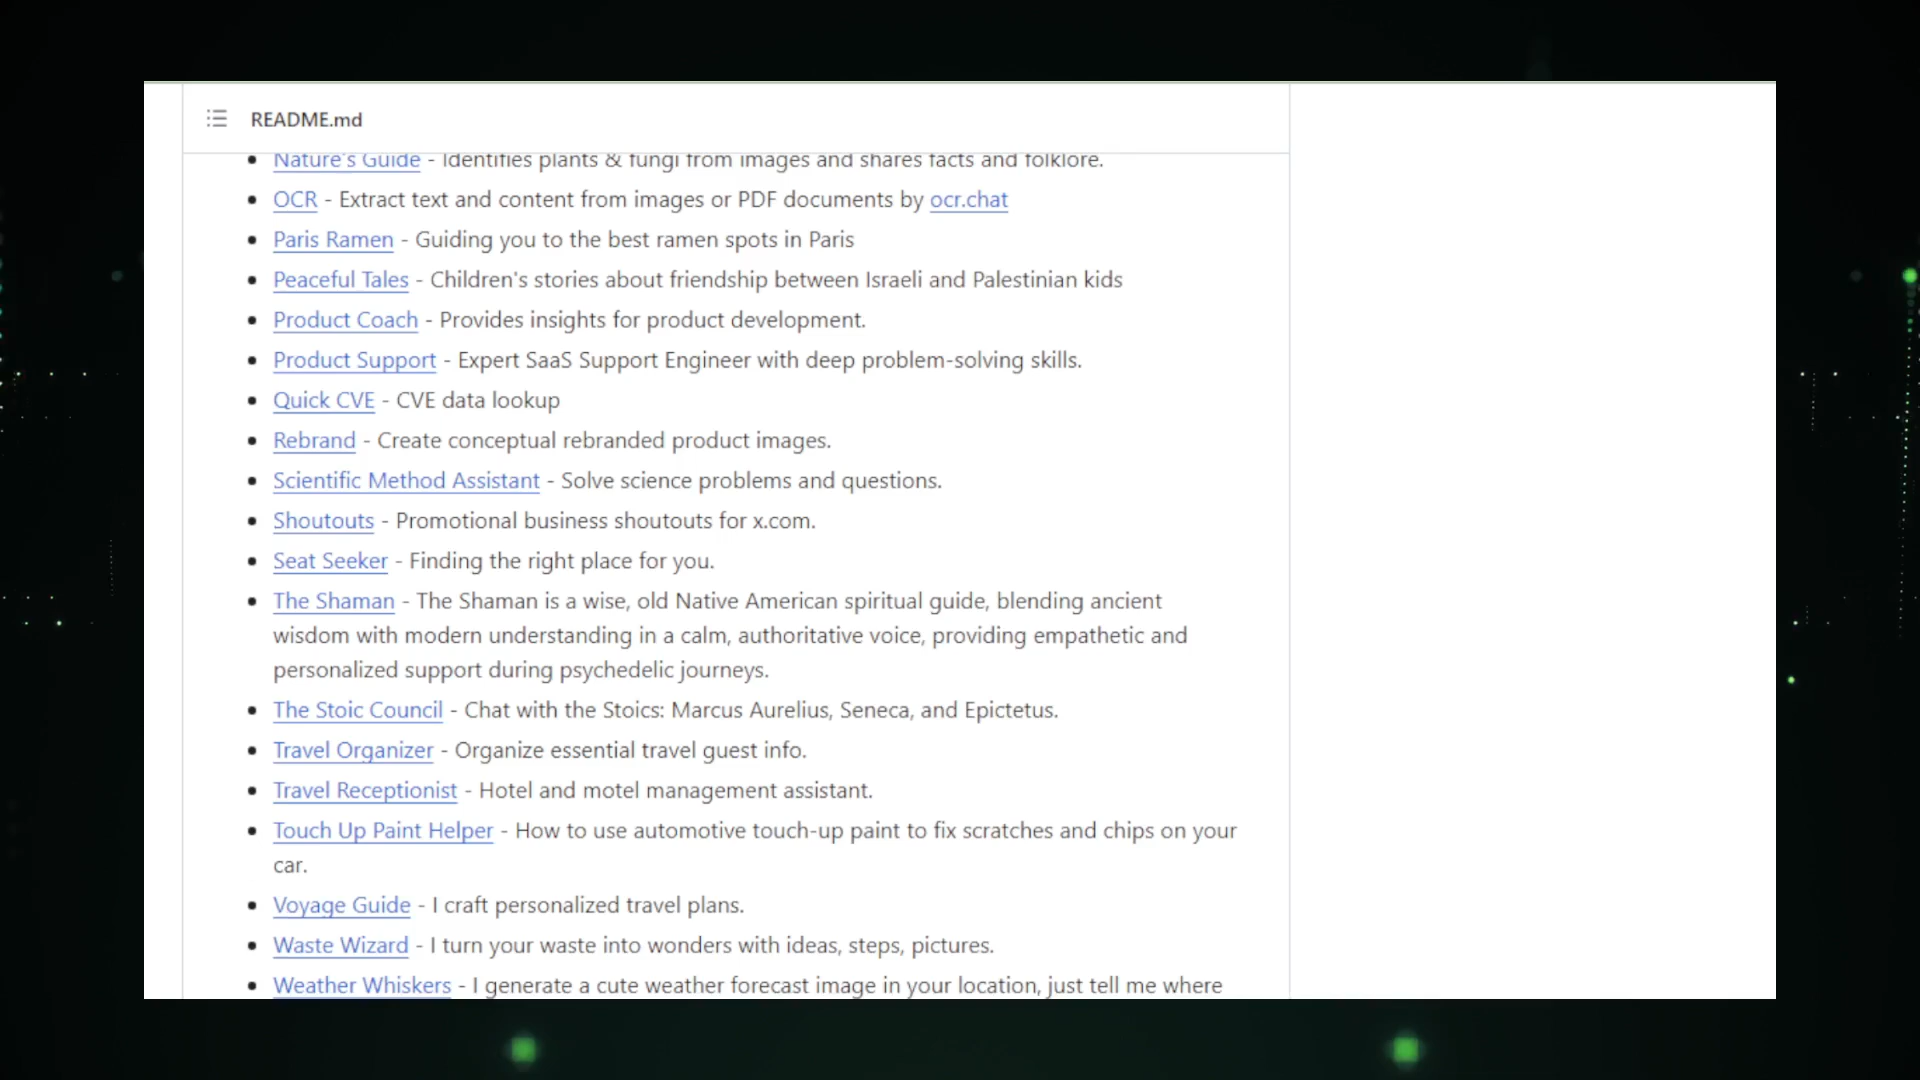 README.md
Nature's Guide - Identifies plants & fungi from images and shares facts and folklore.
OCR - Extract text and content from images or PDF documents by ocr.chat
Paris Ramen - Guiding you to the best ramen spots in Paris
Peaceful Tales - Children's stories about friendship between Israeli and Palestinian kids
Product Coach - Provides insights for product development.
Product Support - Expert SaaS Support Engineer with deep problem-solving skills.
Quick CVE - CVE data lookup
Rebrand - Create conceptual rebranded product images.
Scientific Method Assistant - Solve science problems and questions.
Shoutouts - Promotional business shoutouts for x.com.
Seat Seeker - Finding the right place for you.
The Shaman - The Shaman is a wise, old Native American spiritual guide, blending ancient
wisdom with modern understanding in a calm, authoritative voice, providing empathetic and
personalized support during psychedelic journeys.
The Stoic Council - Chat with the Stoics: Marcus Aurelius, Seneca, and Epictetus.
Travel Organizer - Organize essential travel guest info.
Travel Receptionist - Hotel and motel management assistant.
Touch Up Paint Helper - How to use automotive touch-up paint to fix scratches and chips on your
car.
Voyage Guide - I craft personalized travel plans.
Waste Wizard - I turn your waste into wonders with ideas, steps, pictures.
Weather Whiskers - I generate a cute weather forecast image in your location, just tell me where